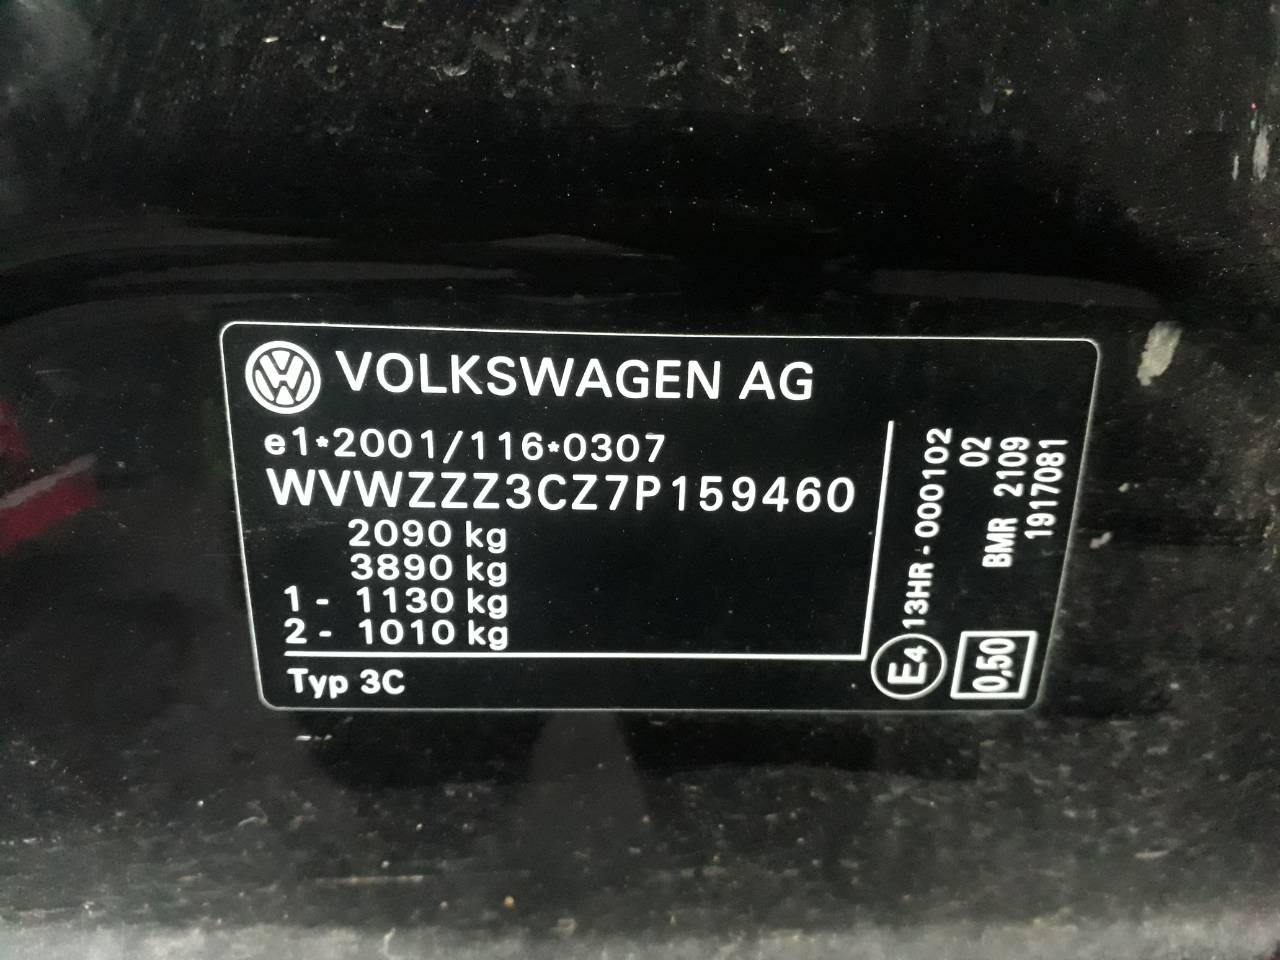 VOLKSWAGEN AG
e1*2001/116*0307
WVWZZZ3CZ7P159460
2090 kg
3890 kg
1 - 1130 kg
2 - 1010 kg
Typ 3C
E4 13HR - 000102
02
0,50 BMR 2109
1917081